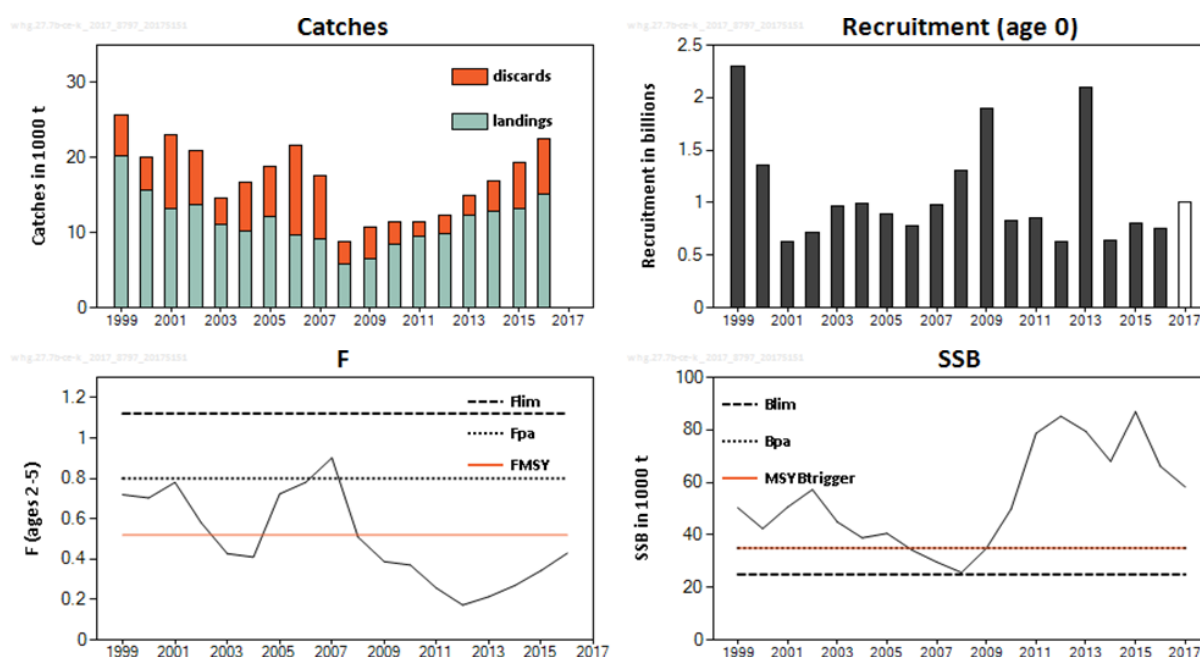 Catches
Catches in 1000 t
30
20
10
0
discards
landings
1999 2001 2003 2005 2007 2009 2011 2013 2015 2017
Recruitment (age 0)
Recruitment in billions
2.5
2
1.5
1
0.5
0
1999 2001 2003 2005 2007 2009 2011 2013 2015 2017
F
F (ages 2-5)
1.2
1
0.8
0.6
0.4
0.2
0
Flim
Fpa
FMSY
1999 2001 2003 2005 2007 2009 2011 2013 2015 2017
SSB
SSB in 1000 t
100
80
60
40
20
0
Blim
Bpa
MSYBtrigger
1999 2001 2003 2005 2007 2009 2011 2013 2015 2017